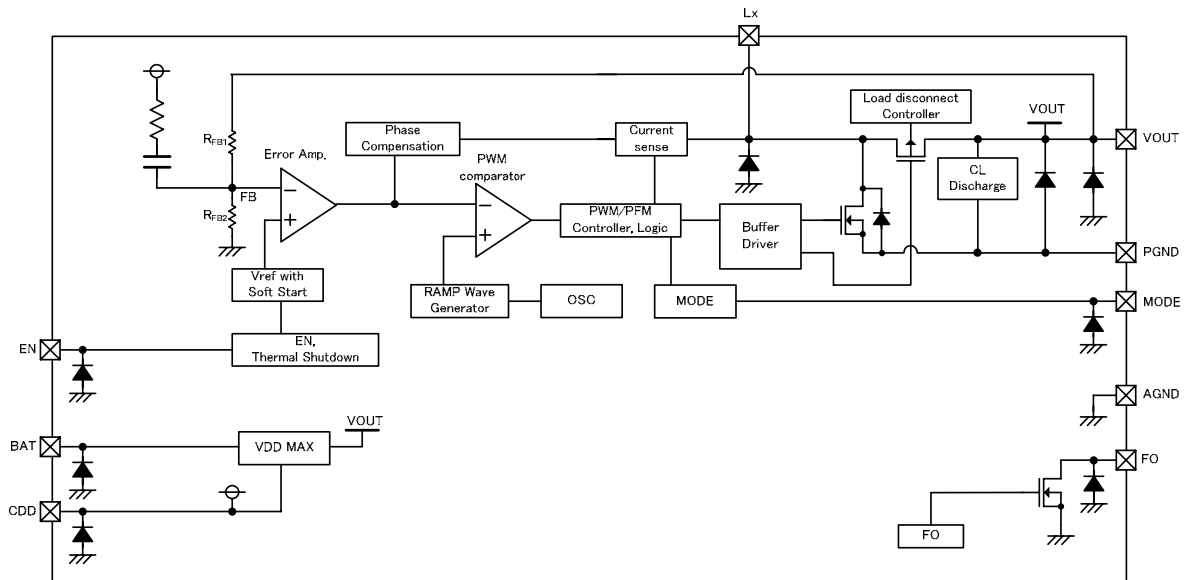 Lx
Load disconnect
Controller
VOUT
VOUT
RFB1
Phase
Compensation
Current
sense
Error Amp.
PWM
comparator
CL
Discharge
FB
RFB2
PWM/PFM
Controller, Logic
Buffer
Driver
PGND
Vref with
Soft Start
RAMP Wave
Generator
OSC
MODE
MODE
EN
EN,
Thermal Shutdown
AGND
VOUT
BAT
VDD MAX
FO
CDD
FO